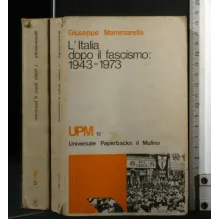 Giuseppe Mammarella
L'Italia
dopo il fascismo:
1943-1973
UPM 12
Universale Paperbacks il Mulino